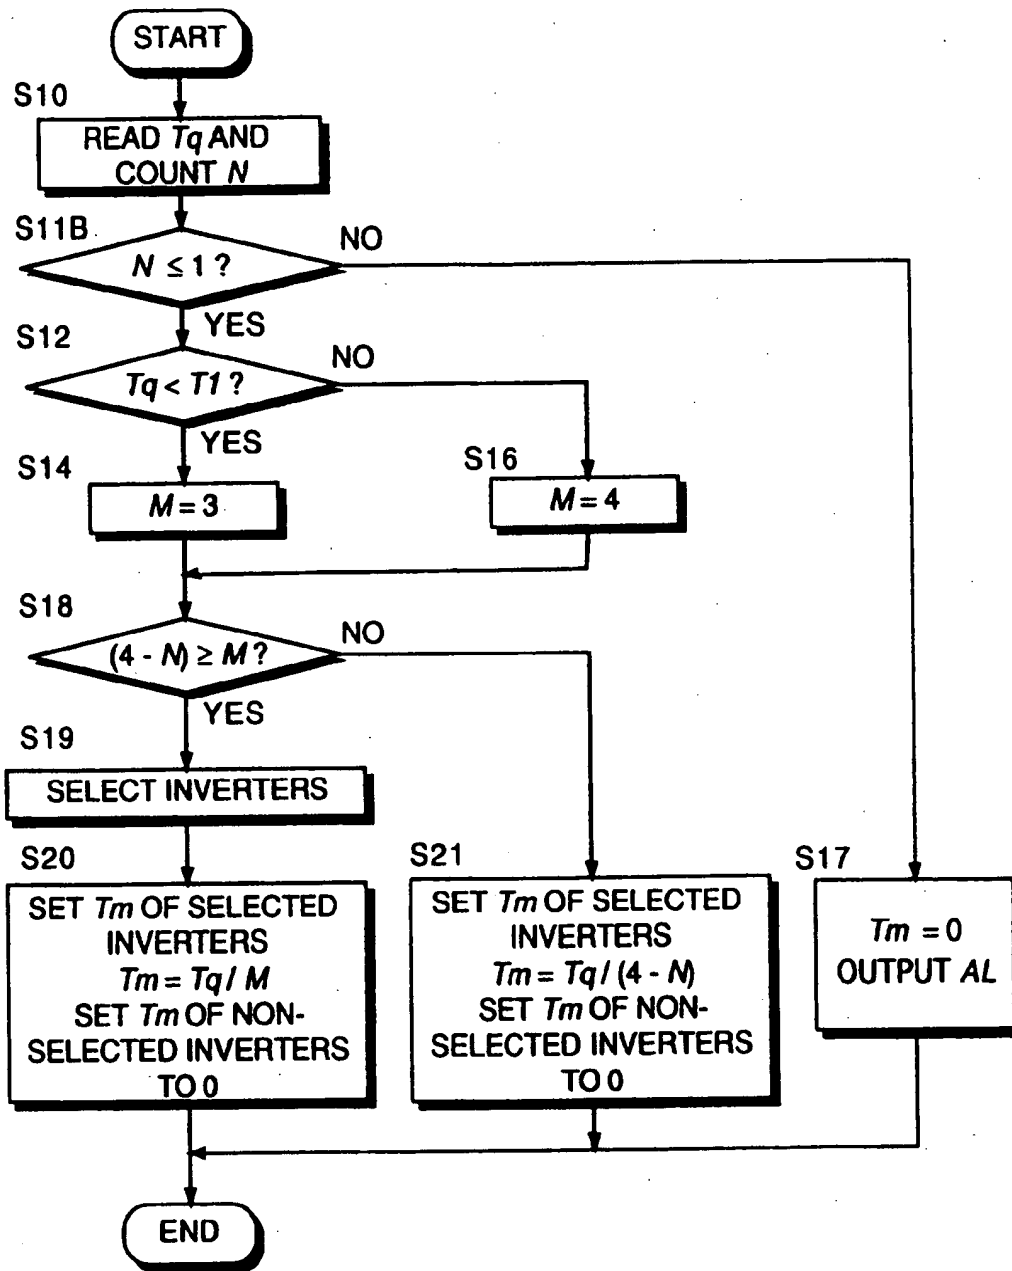 START
S10
READ Tq AND
COUNT N
S11B
N ≤ 1 ?
NO
YES
S12
Tq < T1 ?
NO
YES
S14
M = 3
S16
M = 4
S18
(4 - N) ≥ M ?
NO
YES
S19
SELECT INVERTERS
S20
SET Tm OF SELECTED
INVERTERS
Tm = Tq / M
SET Tm OF NON-
SELECTED INVERTERS
TO 0
S21
SET Tm OF SELECTED
INVERTERS
Tm = Tq / (4 - N)
SET Tm OF NON-
SELECTED INVERTERS
TO 0
S17
Tm = 0
OUTPUT AL
END